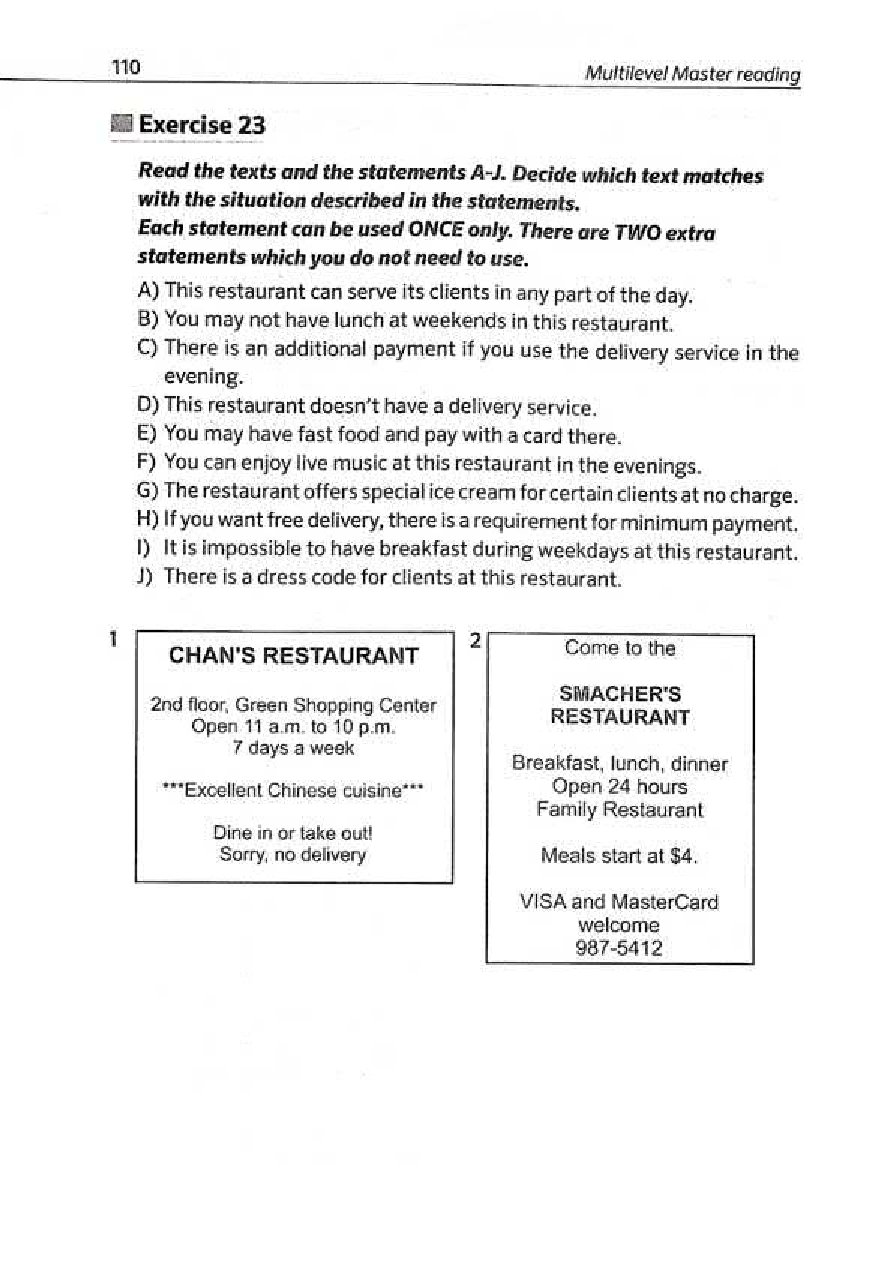 110
Multilevel Master reading
Exercise 23
Read the texts and the statements A-J. Decide which text matches
with the situation described in the statements.
Each statement can be used ONCE only. There are TWO extra
statements which you do not need to use.
A) This restaurant can serve its clients in any part of the day.
B) You may not have lunch at weekends in this restaurant.
C) There is an additional payment if you use the delivery service in the
evening.
D) This restaurant doesn't have a delivery service.
E) You may have fast food and pay with a card there.
F) You can enjoy live music at this restaurant in the evenings.
G) The restaurant offers special ice cream for certain clients at no charge.
H) If you want free delivery, there is a requirement for minimum payment.
I) It is impossible to have breakfast during weekdays at this restaurant.
J) There is a dress code for clients at this restaurant.
1
CHAN'S RESTAURANT
2nd floor, Green Shopping Center
Open 11 a.m. to 10 p.m.
7 days a week
***Excellent Chinese cuisine***
Dine in or take out!
Sorry, no delivery
2
Come to the
SMACHER'S
RESTAURANT
Breakfast, lunch, dinner
Open 24 hours
Family Restaurant
Meals start at $4.
VISA and MasterCard
welcome
987-5412